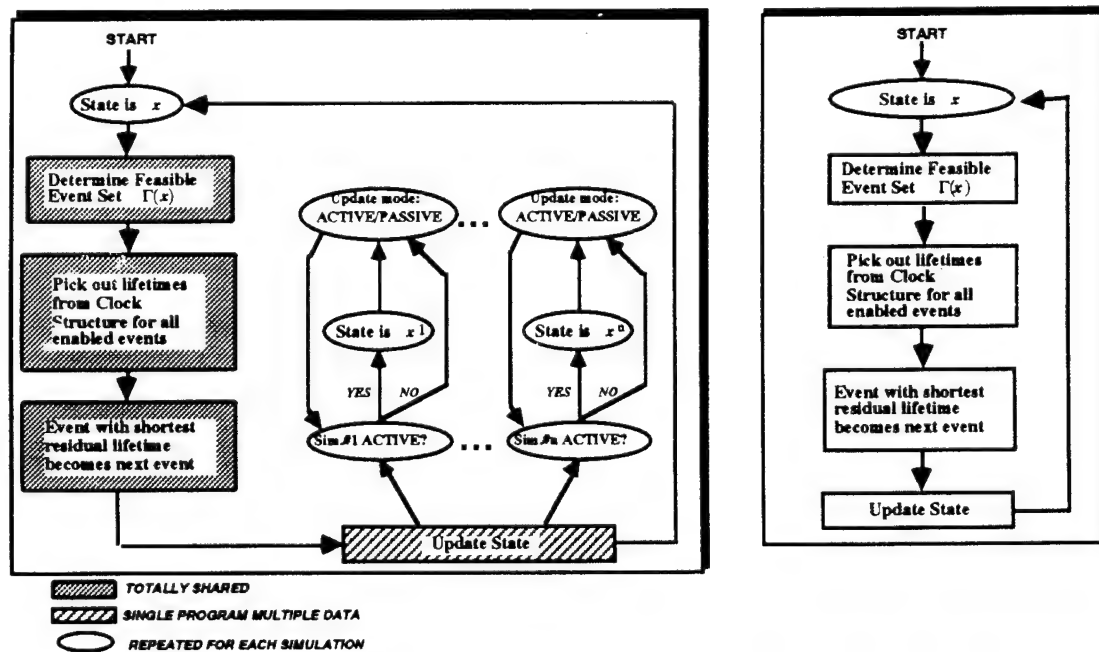 START
State is x
Determine Feasible
Event Set Γ(x)
Pick out lifetimes
from Clock
Structure for all
enabled events
Event with shortest
residual lifetime
becomes next event
Update mode:
ACTIVE/PASSIVE
...
Update mode:
ACTIVE/PASSIVE
State is x 1
State is x n
YES NO
YES NO
Sim #1 ACTIVE?
...
Sim #n ACTIVE?
Update State
TOTALLY SHARED
SINGLE PROGRAM MULTIPLE DATA
REPEATED FOR EACH SIMULATION
START
State is x
Determine Feasible
Event Set Γ(x)
Pick out lifetimes
from Clock
Structure for all
enabled events
Event with shortest
residual lifetime
becomes next event
Update State